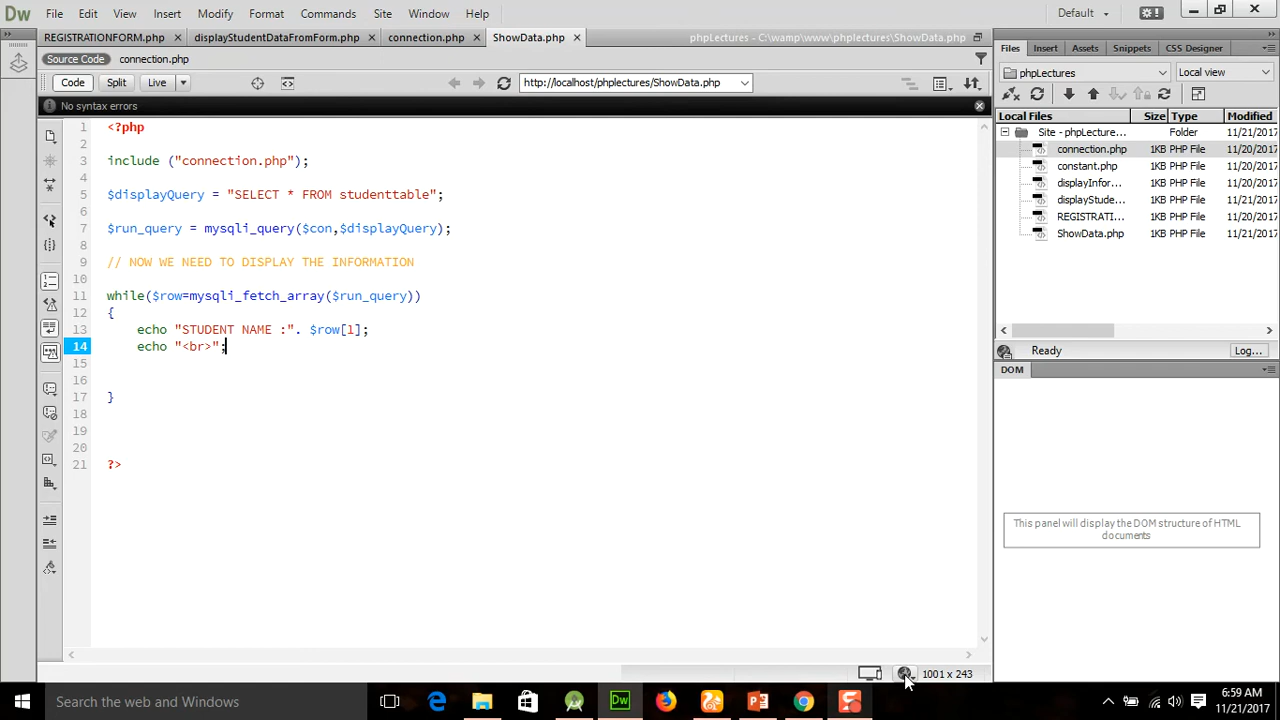 Dw File Edit View Insert Modify Format Commands Site Window Help Default
REGISTRATIONFORM.php × displayStudentDataFromForm.php × connection.php × ShowData.php × phpLectures - C:\wamp\www\phplectures\ShowData.php
Source Code connection.php
Code Split Live http://localhost/phplectures/ShowData.php
No syntax errors
1 <?php
2
3 include ("connection.php");
4
5 $displayQuery = "SELECT * FROM studenttable";
6
7 $run_query = mysqli_query($con,$displayQuery);
8
9 // NOW WE NEED TO DISPLAY THE INFORMATION
10
11 while($row=mysqli_fetch_array($run_query))
12 {
13 echo "STUDENT NAME :". $row[1];
14 echo "<br>";
15
16
17 }
18
19
20
21 ?>
1001 x 243
Files Insert Assets Snippets CSS Designer
phpLectures Local view
Local Files Size Type Modified
Site - phpLecture... Folder 11/21/2017
connection.php 1KB PHP File 11/21/2017
constant.php 1KB PHP File 11/20/2017
displayInfor... 1KB PHP File 11/20/2017
displayStude... 1KB PHP File 11/21/2017
REGISTRATI... 1KB PHP File 11/20/2017
ShowData.php 1KB PHP File 11/21/2017
Ready Log...
DOM
This panel will display the DOM structure of HTML
documents
Search the web and Windows
Dw
6:59 AM
11/21/2017